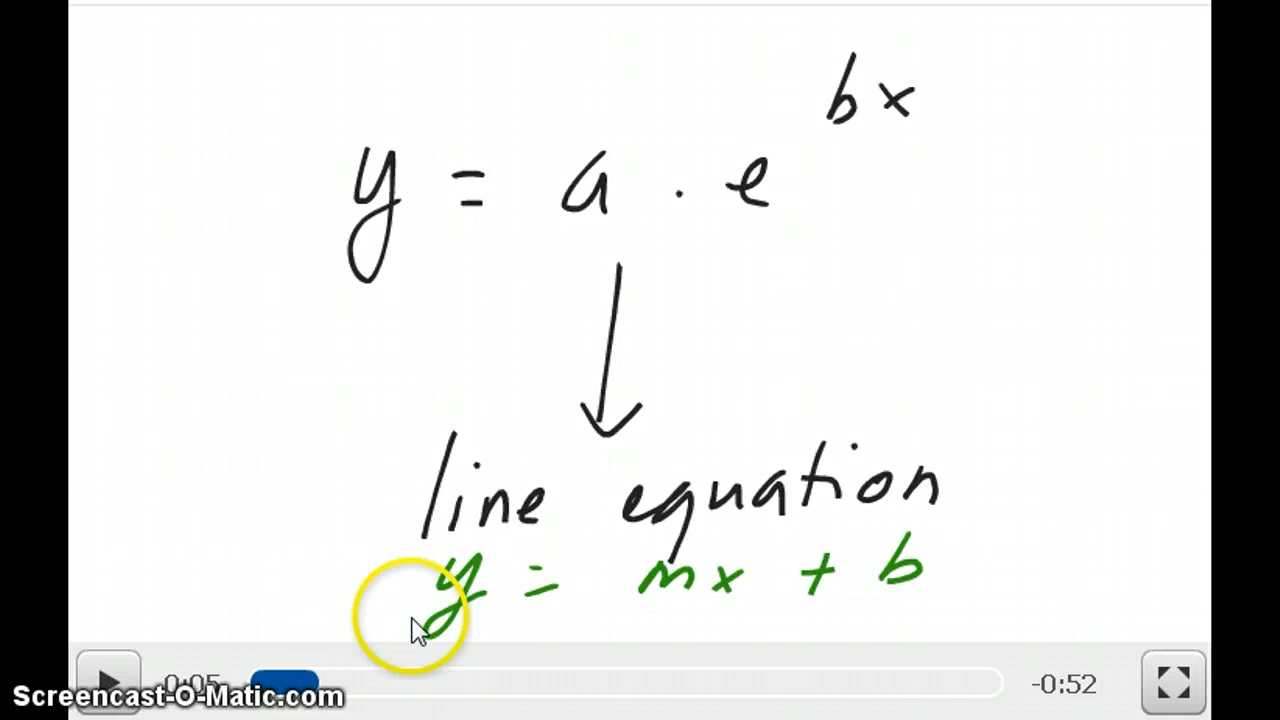 y = a · e^{bx}
line equation
y = mx + b
0:05 -0:52
Screencast-O-Matic.com